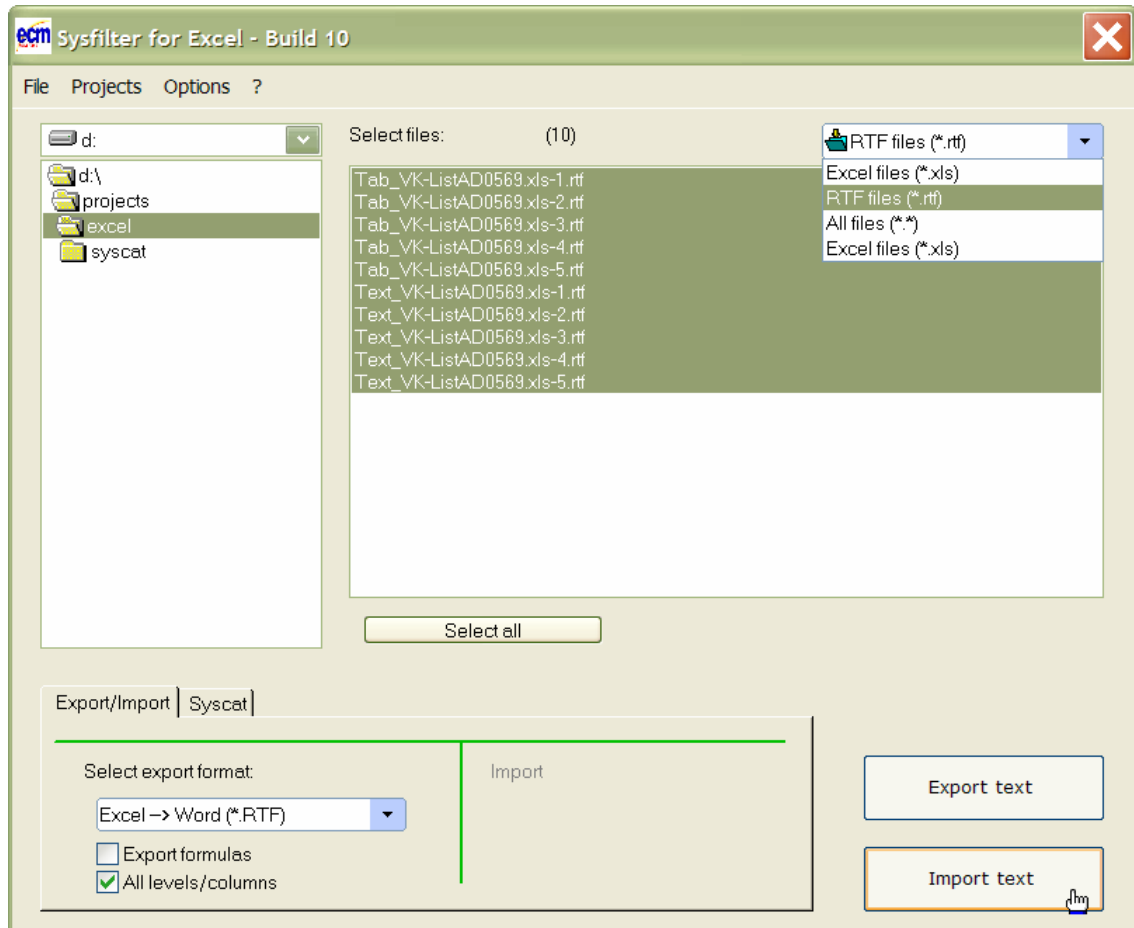 ecm Sysfilter for Excel - Build 10
File Projects Options ?
d:
d:\
projects
excel
syscat
Select files: (10)
RTF files (*.rtf)
Excel files (*.xls)
RTF files (*.rtf)
All files (*.*)
Excel files (*.xls)
Tab_VK-ListAD0569.xls-1.rtf
Tab_VK-ListAD0569.xls-2.rtf
Tab_VK-ListAD0569.xls-3.rtf
Tab_VK-ListAD0569.xls-4.rtf
Tab_VK-ListAD0569.xls-5.rtf
Text_VK-ListAD0569.xls-1.rtf
Text_VK-ListAD0569.xls-2.rtf
Text_VK-ListAD0569.xls-3.rtf
Text_VK-ListAD0569.xls-4.rtf
Text_VK-ListAD0569.xls-5.rtf
Select all
Export/Import Syscat
Select export format:
Excel --> Word (*.RTF)
Export formulas
All levels/columns
Import
Export text
Import text